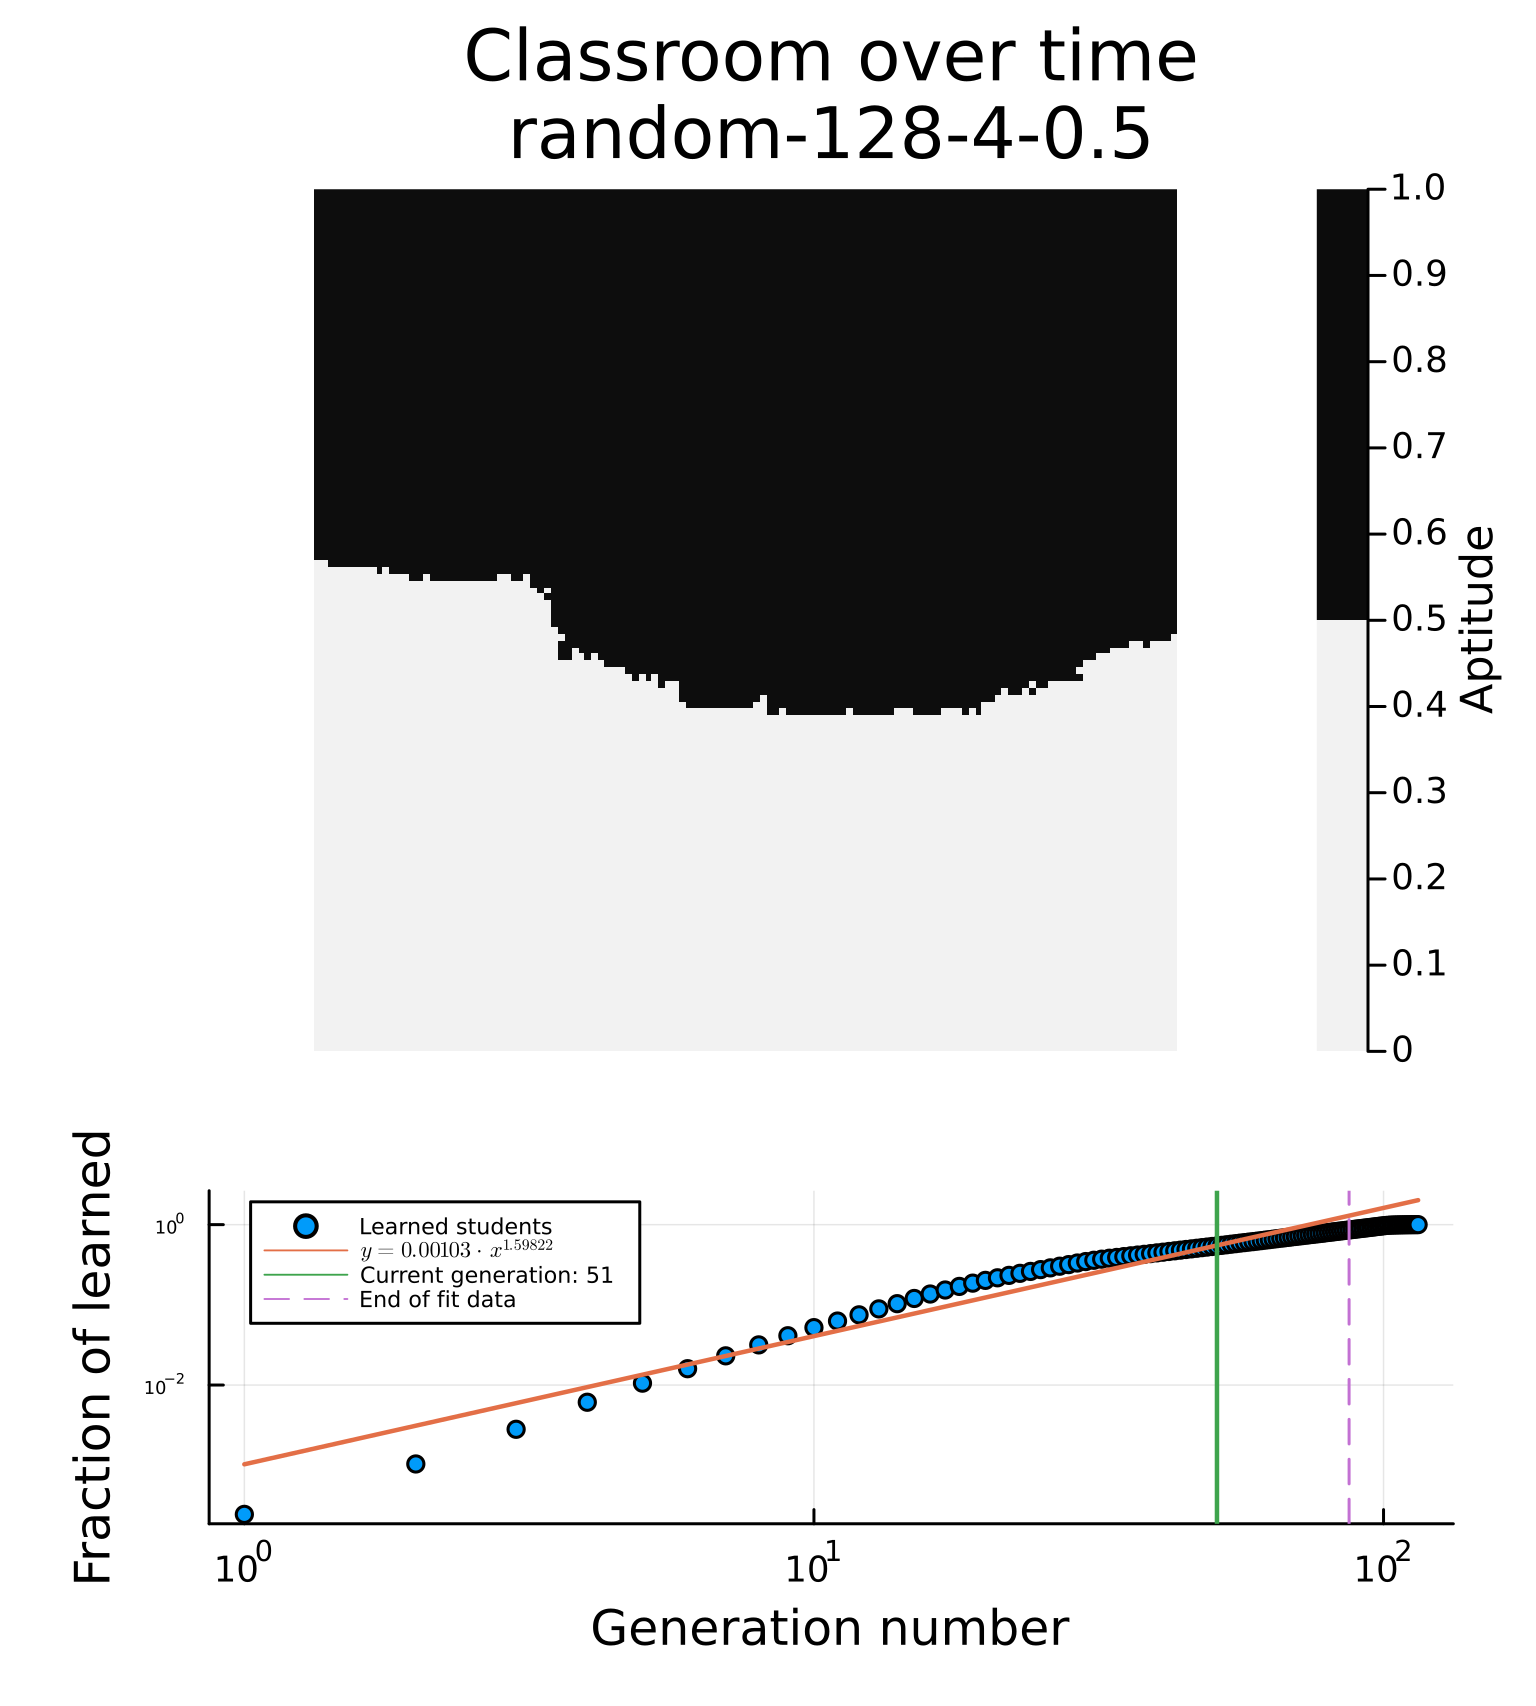 Classroom over time
random-128-4-0.5
1.0
0.9
0.8
0.7
0.6
0.5
0.4
0.3
0.2
0.1
0
Aptitude
Fraction of learned
10^0
10^−2
Learned students
y = 0.00103 · x^1.59822
Current generation: 51
End of fit data
10^0
10^1
10^2
Generation number